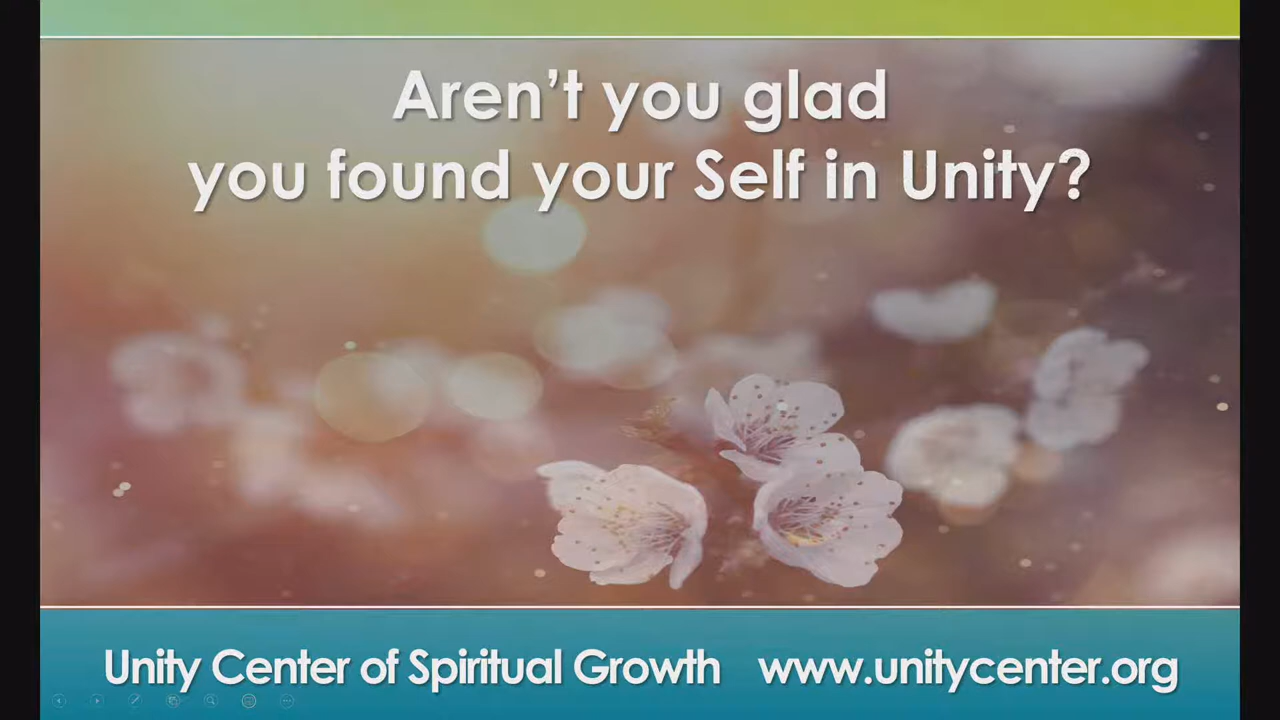 Aren’t you glad
you found your Self in Unity?
Unity Center of Spiritual Growth www.unitycenter.org